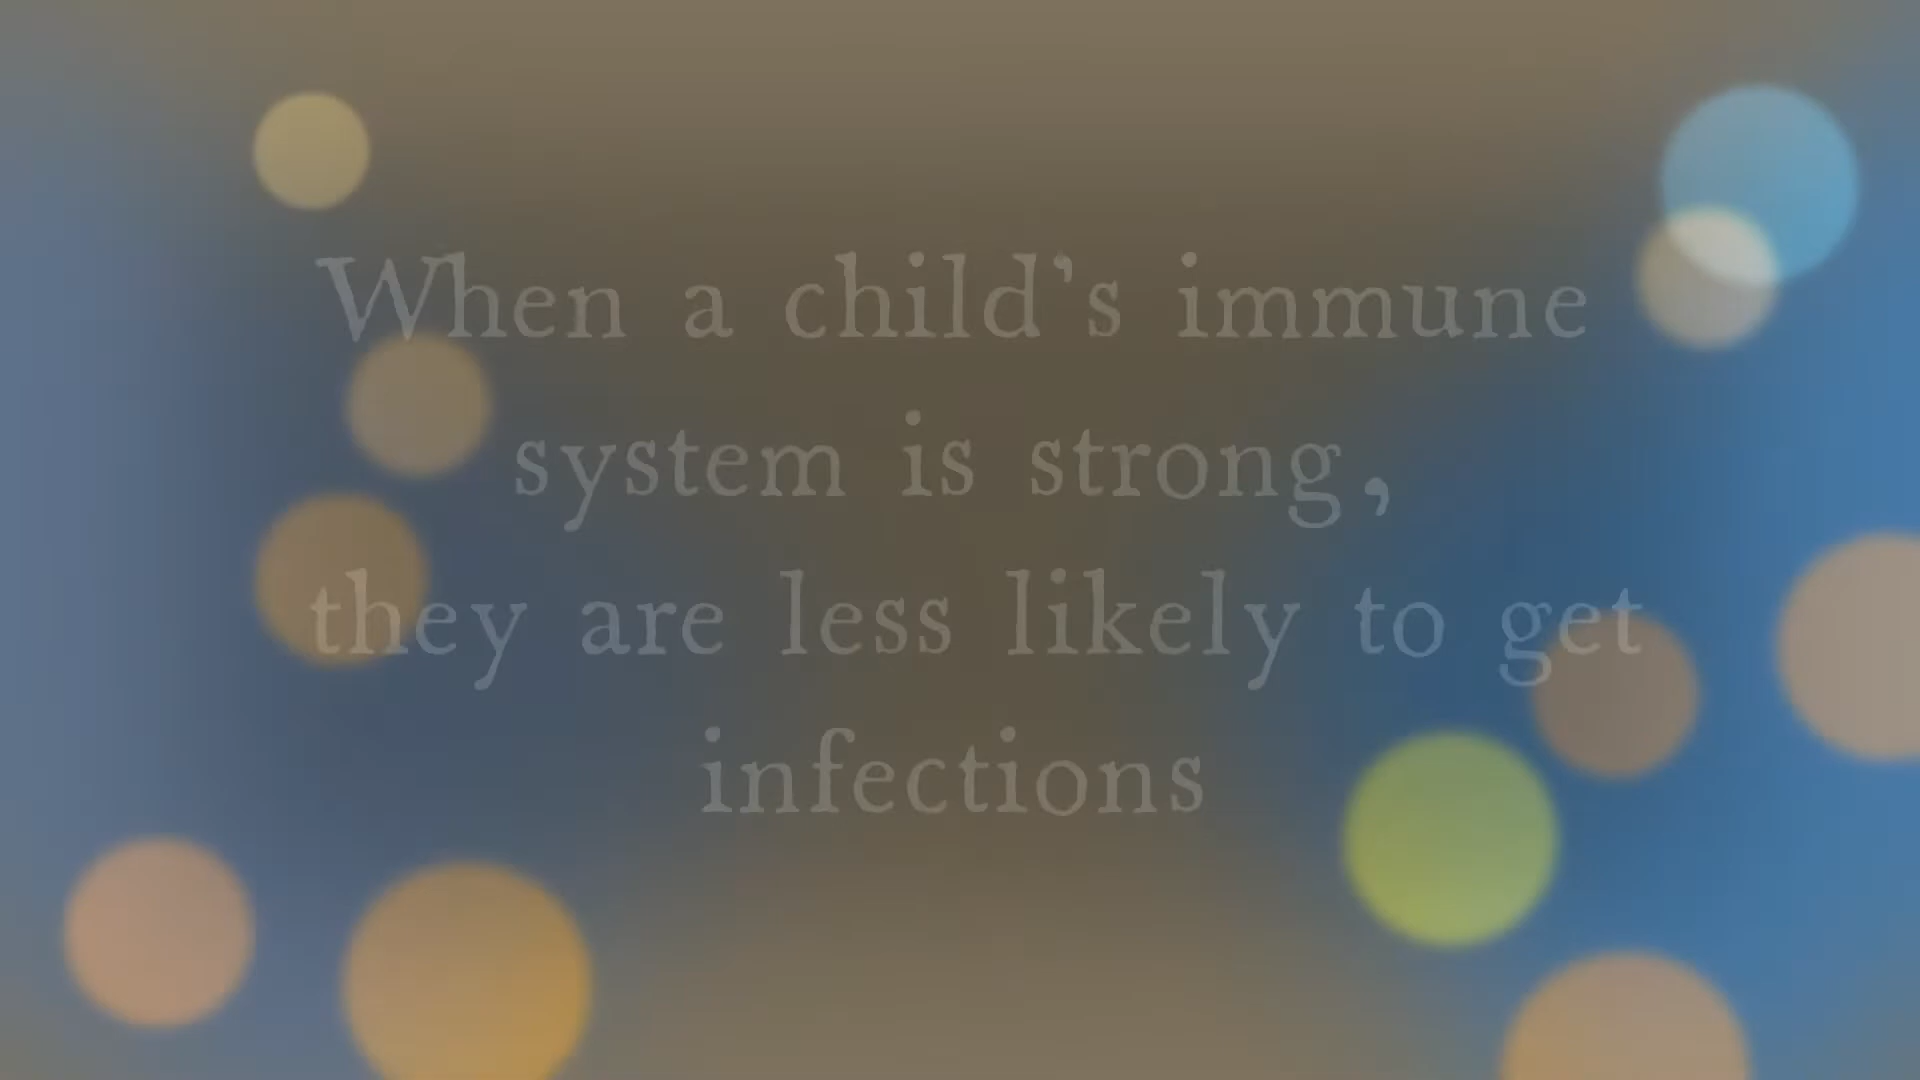 When a child’s immune
system is strong,
they are less likely to get
infections